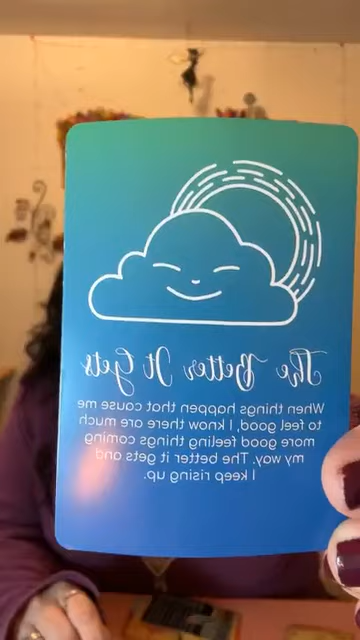 The Better It Gets
When things happen that cause me
to feel good, I know there are much
more good feeling things coming
my way. The better it gets and
I keep rising up.